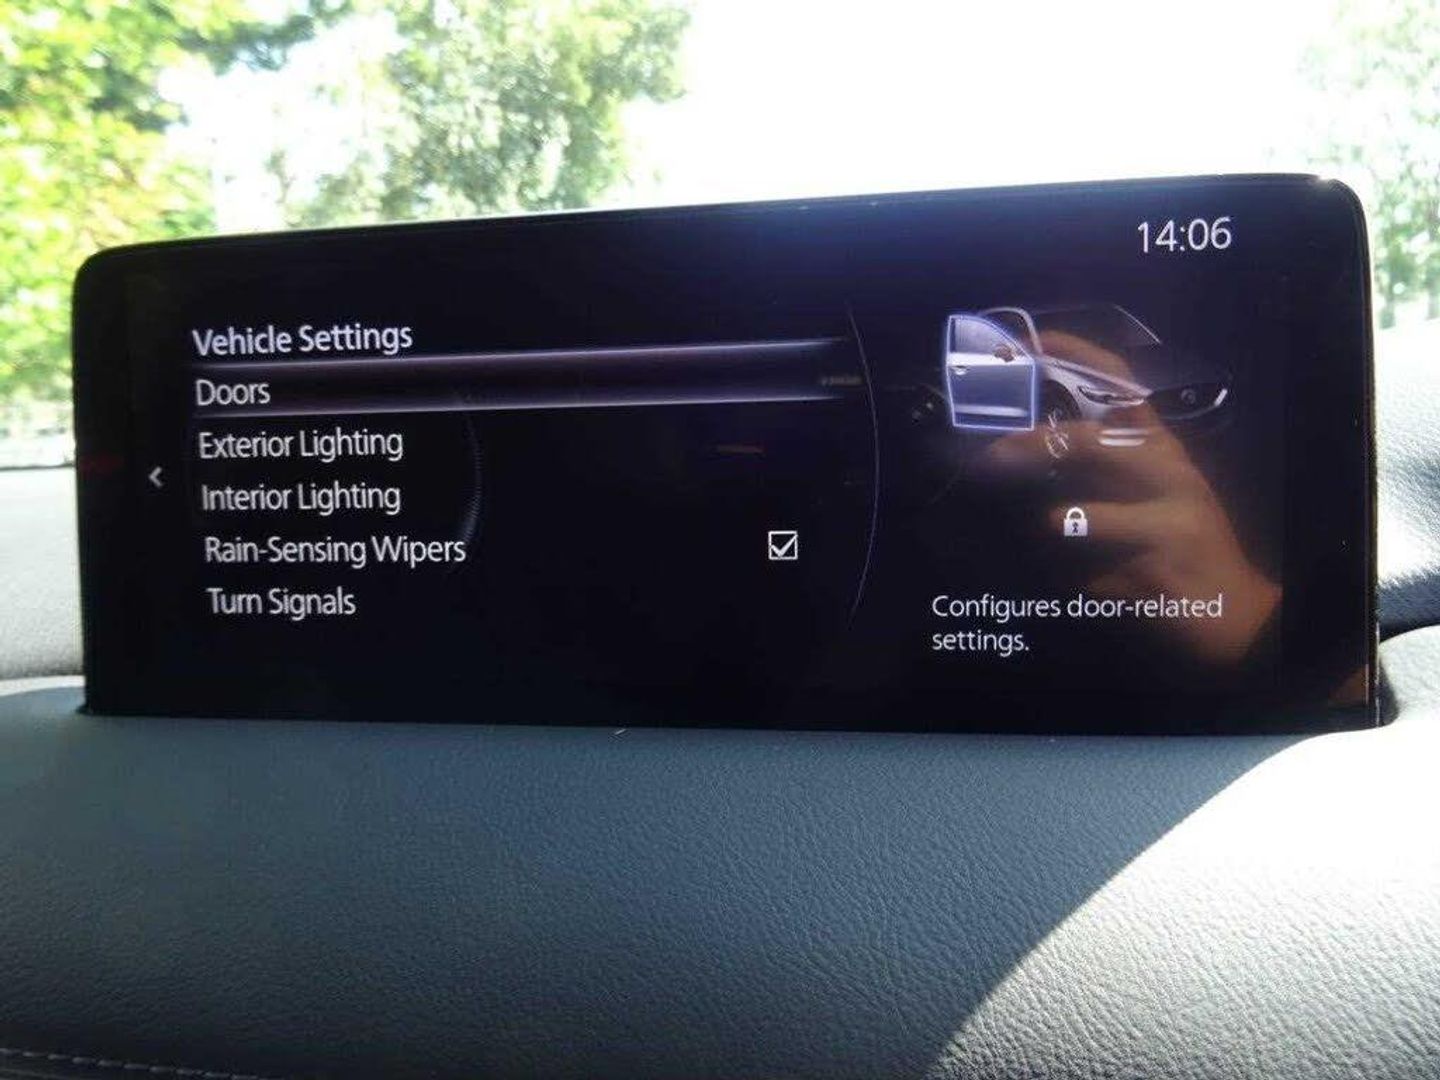 14:06
Vehicle Settings
Doors
Exterior Lighting
Interior Lighting
Rain-Sensing Wipers
Turn Signals
Configures door-related
settings.